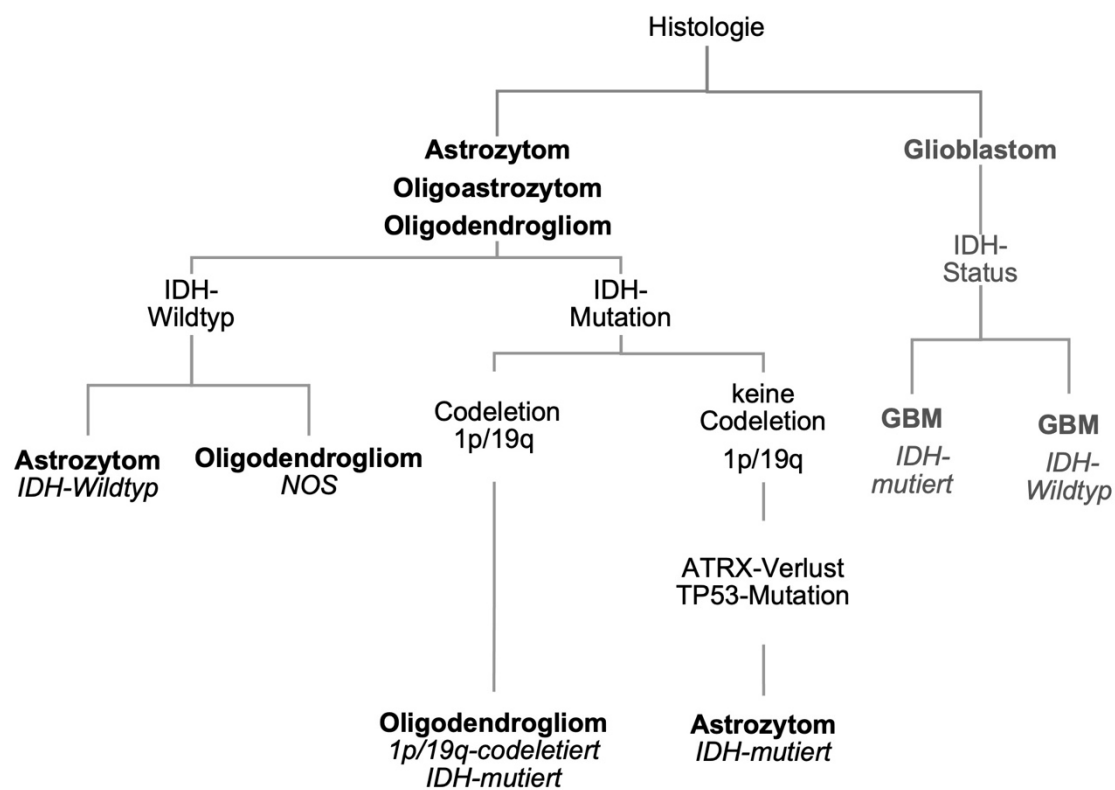 Histologie
Astrozytom
Oligoastrozytom
Oligodendrogliom
Glioblastom
IDH-
Status
IDH-
Wildtyp
IDH-
Mutation
Astrozytom
IDH-Wildtyp
Oligodendrogliom
NOS
Codeletion
1p/19q
keine
Codeletion
1p/19q
GBM
IDH-
mutiert
GBM
IDH-
Wildtyp
ATRX-Verlust
TP53-Mutation
Oligodendrogliom
1p/19q-codeletiert
IDH-mutiert
Astrozytom
IDH-mutiert